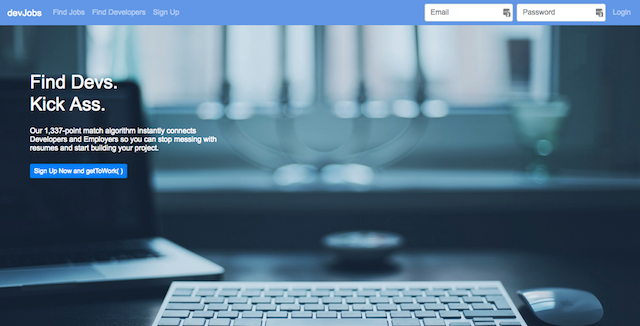 devJobs Find Jobs Find Developers Sign Up Email Password Login
Find Devs.
Kick Ass.
Our 1,337-point match algorithm instantly connects
Developers and Employers so you can stop messing with
resumes and start building your project.
Sign Up Now and getToWork( )